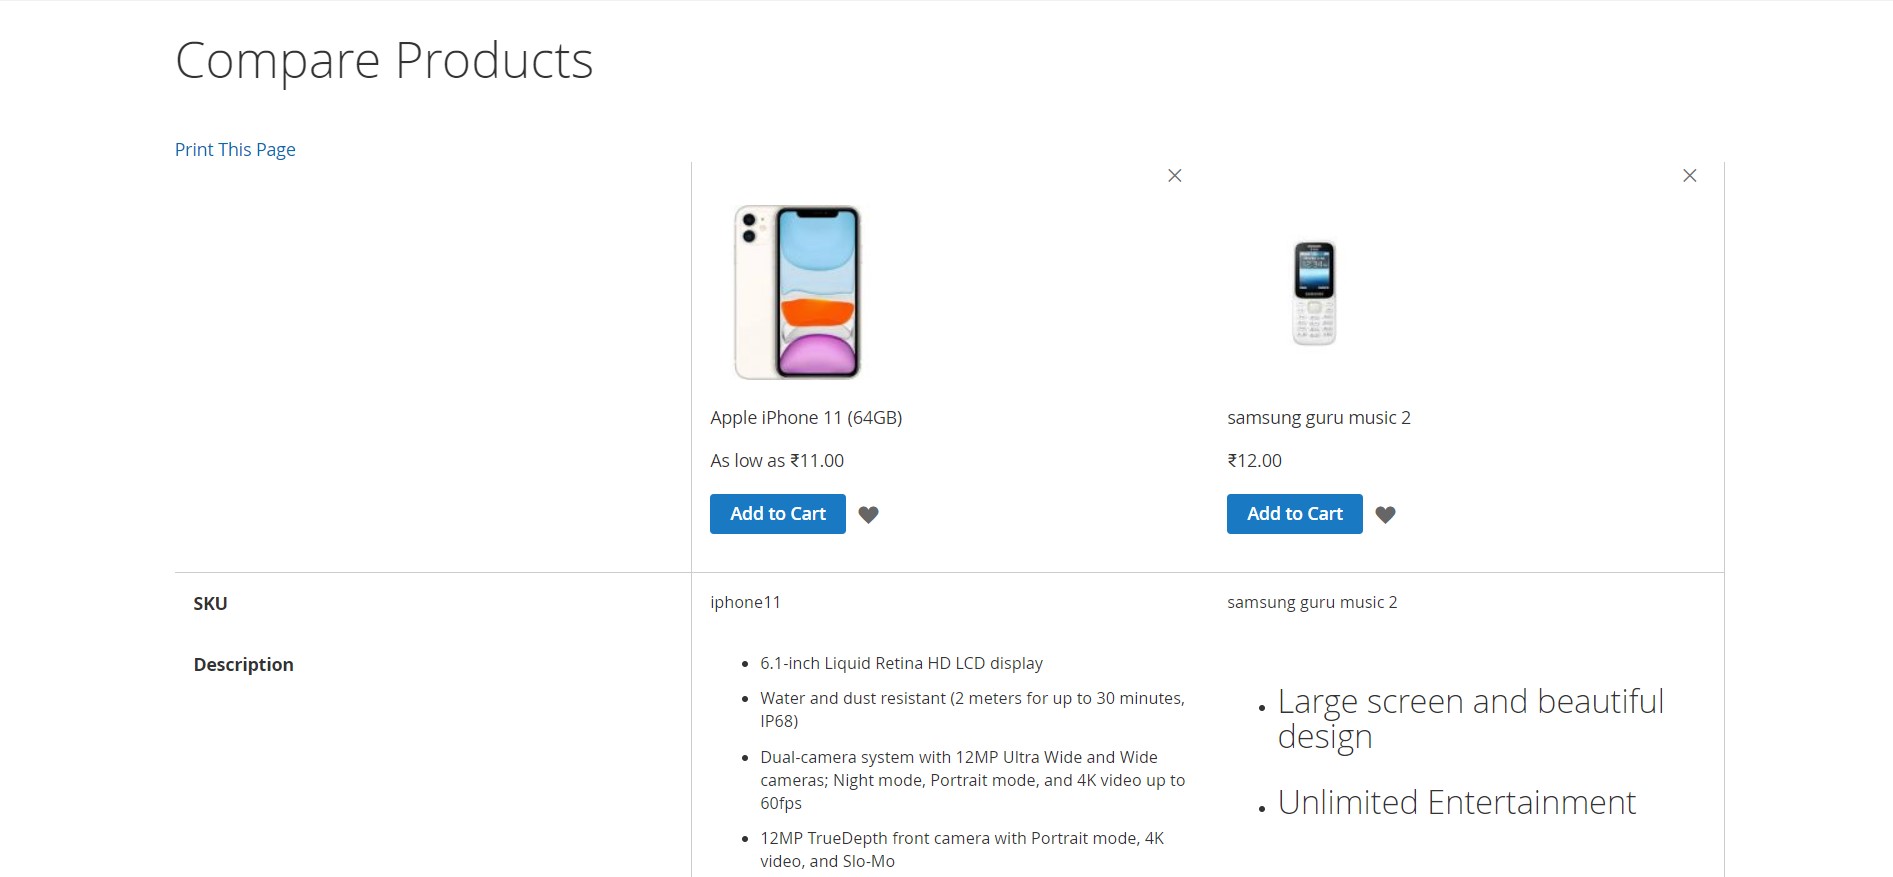 Compare Products
Print This Page
Apple iPhone 11 (64GB)
samsung guru music 2
As low as ₹11.00
₹12.00
Add to Cart
Add to Cart
SKU
iphone11
samsung guru music 2
Description
6.1-inch Liquid Retina HD LCD display
Water and dust resistant (2 meters for up to 30 minutes,
IP68)
Dual-camera system with 12MP Ultra Wide and Wide
cameras; Night mode, Portrait mode, and 4K video up to
60fps
12MP TrueDepth front camera with Portrait mode, 4K
video, and Slo-Mo
Large screen and beautiful
design
Unlimited Entertainment